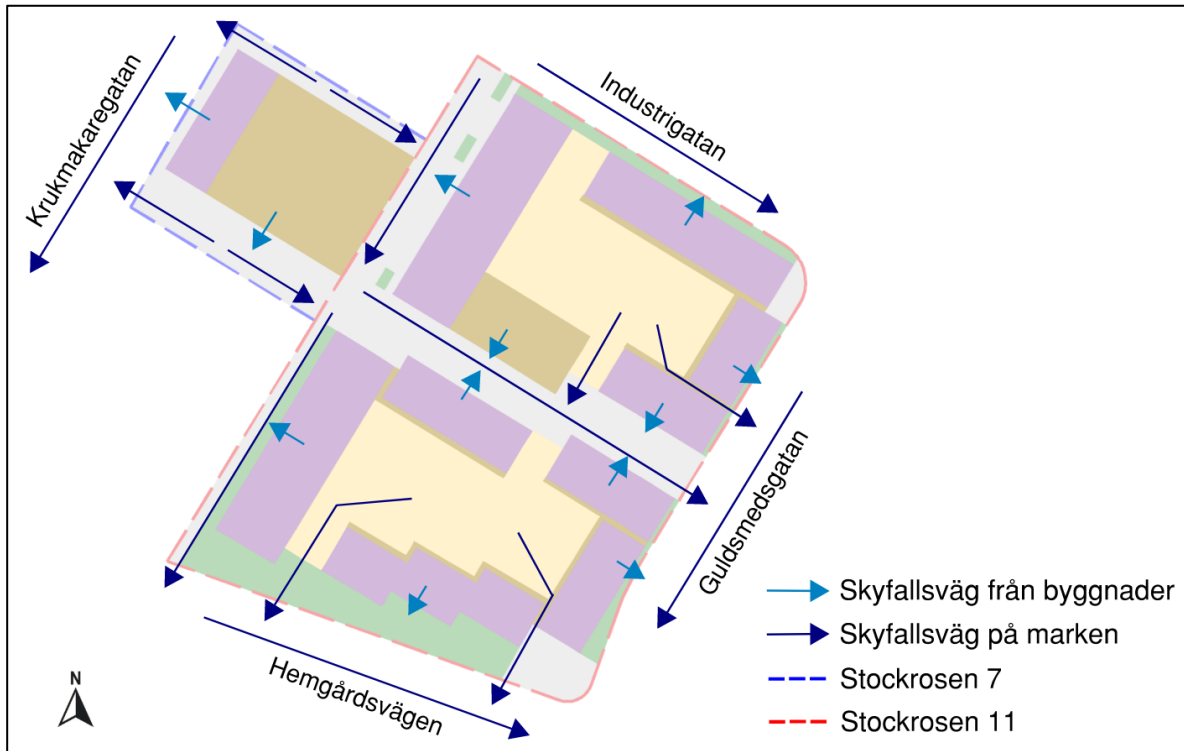 Krukmakaregatan
Industrigatan
Guldsmedsgatan
Hemgårdsvägen
N
Skyfallsväg från byggnader
Skyfallsväg på marken
Stockrosen 7
Stockrosen 11